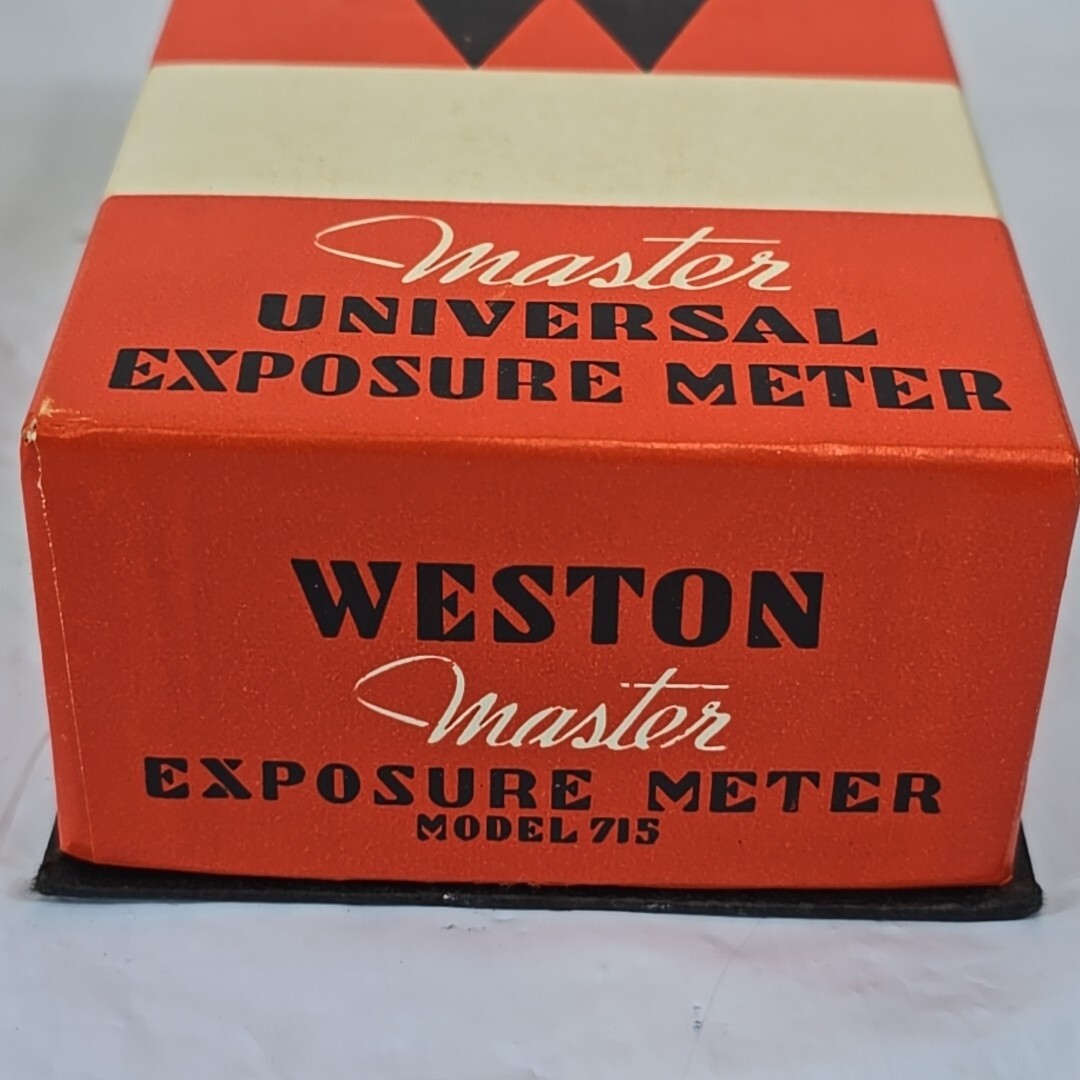 W
Master
UNIVERSAL
EXPOSURE METER
WESTON
Master
EXPOSURE METER
MODEL 715